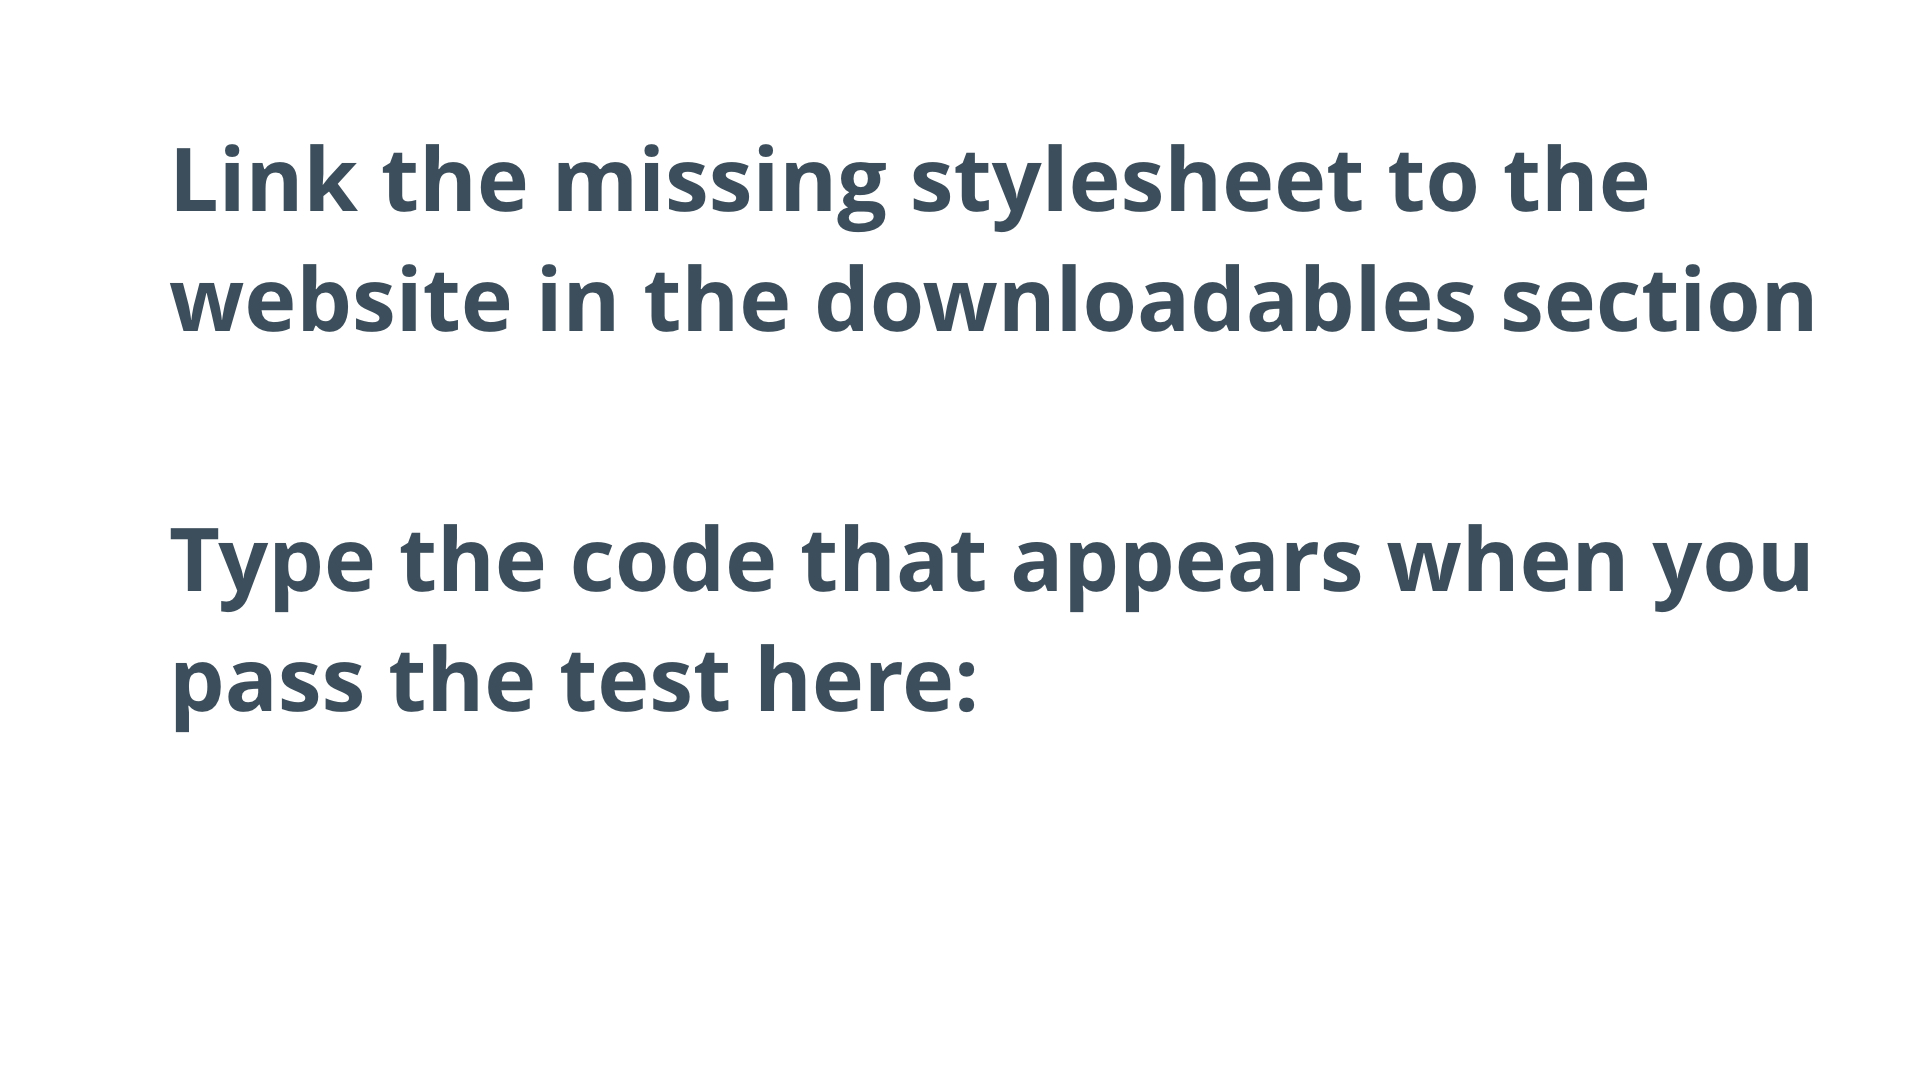 Link the missing stylesheet to the
website in the downloadables section
Type the code that appears when you
pass the test here: